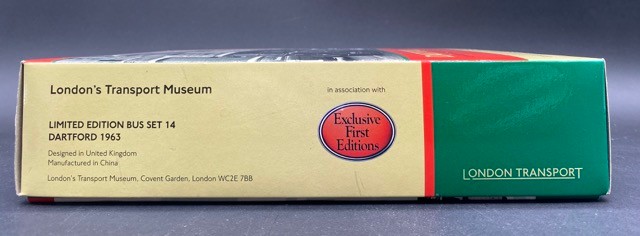 London's Transport Museum
in association with
Exclusive
First
Editions
LIMITED EDITION BUS SET 14
DARTFORD 1963
Designed in United Kingdom
Manufactured in China
London's Transport Museum, Covent Garden, London WC2E 7BB
LONDON TRANSPORT